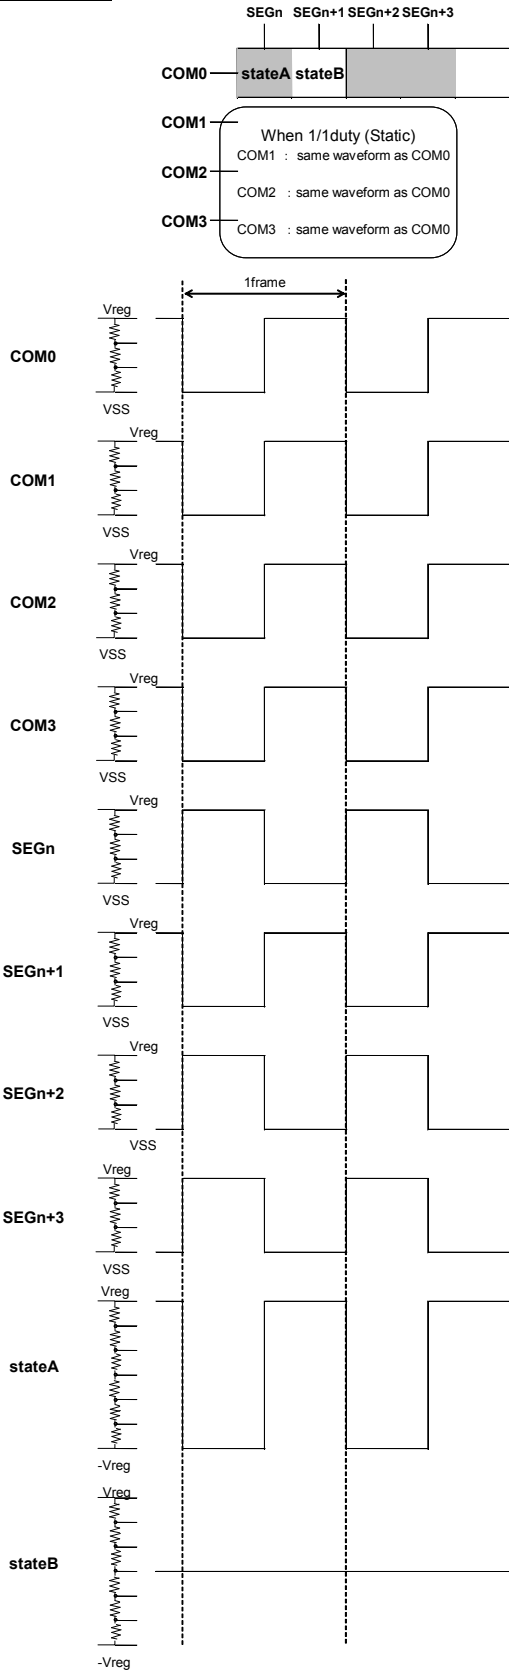 SEGn SEGn+1 SEGn+2 SEGn+3
COM0 stateA stateB
COM1
When 1/1duty (Static)
COM1 : same waveform as COM0
COM2
COM2 : same waveform as COM0
COM3
COM3 : same waveform as COM0
1frame
Vreg
COM0
VSS
Vreg
COM1
VSS
Vreg
COM2
VSS
Vreg
COM3
VSS
Vreg
SEGn
VSS
Vreg
SEGn+1
VSS
Vreg
SEGn+2
VSS
Vreg
SEGn+3
VSS
Vreg
stateA
-Vreg
Vreg
stateB
-Vreg